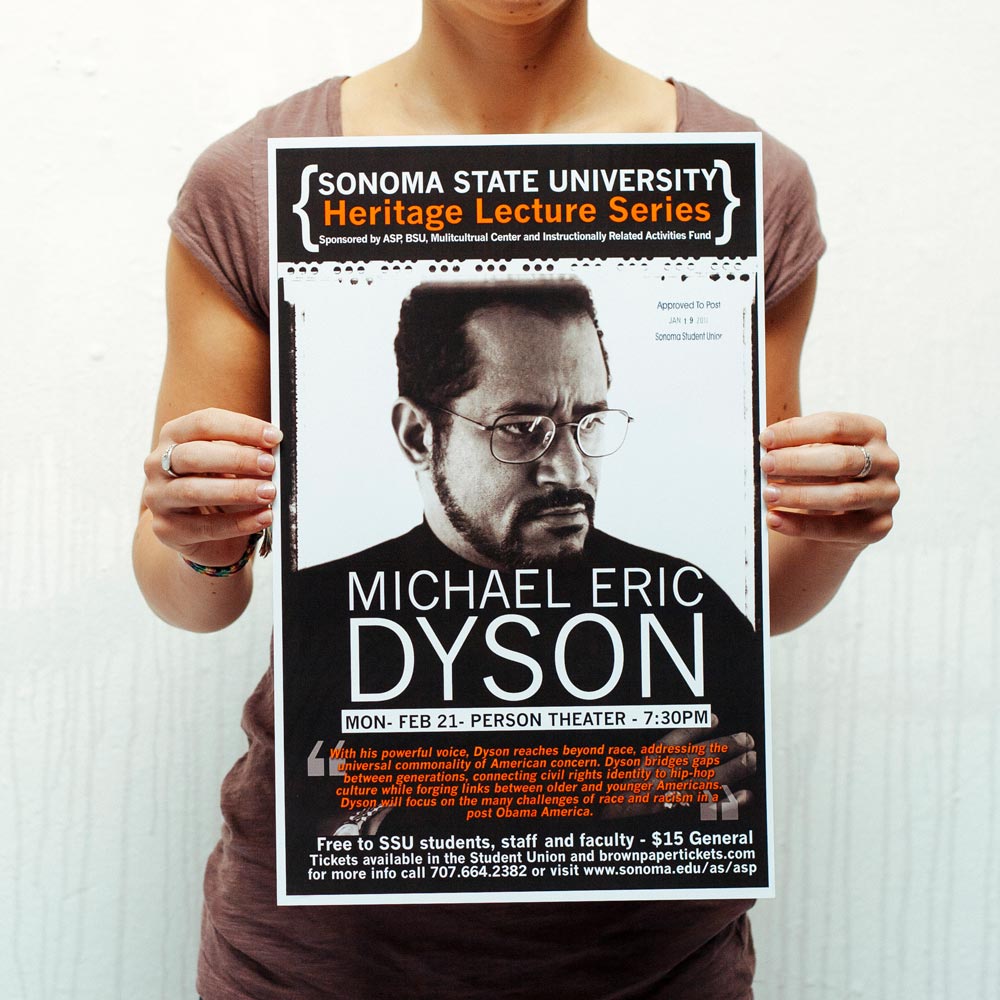 SONOMA STATE UNIVERSITY
Heritage Lecture Series
Sponsored by ASP, BSU, Mulitcultrual Center and Instructionally Related Activities Fund
Approved To Post
JAN 19 2011
Sonoma Student Union
MICHAEL ERIC
DYSON
MON- FEB 21- PERSON THEATER - 7:30PM
“With his powerful voice, Dyson reaches beyond race, addressing the
universal commonality of American concern. Dyson bridges gaps
between generations, connecting civil rights identity to hip-hop
culture while forging links between older and younger Americans.
Dyson will focus on the many challenges of race and racism in a
post Obama America.”
Free to SSU students, staff and faculty - $15 General
Tickets available in the Student Union and brownpapertickets.com
for more info call 707.664.2382 or visit www.sonoma.edu/as/asp